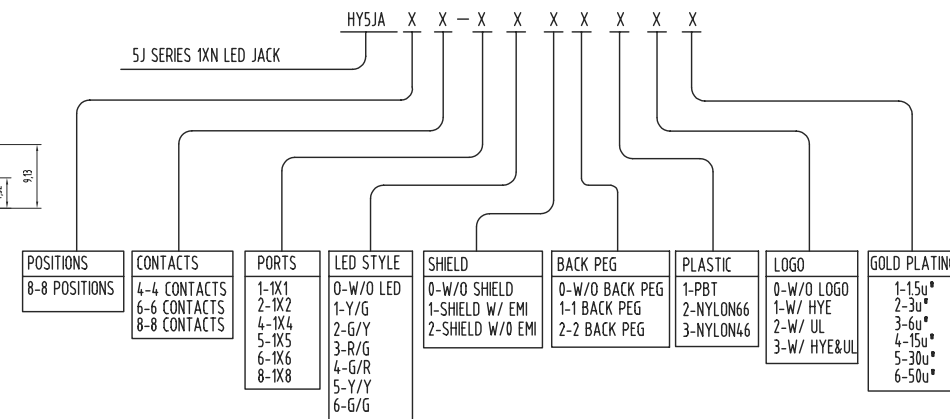 HY5JA X X - X X X X X X X
5J SERIES 1XN LED JACK
9,13
POSITIONS
8-8 POSITIONS
CONTACTS
4-4 CONTACTS
6-6 CONTACTS
8-8 CONTACTS
PORTS
1-1X1
2-1X2
4-1X4
5-1X5
6-1X6
8-1X8
LED STYLE
0-W/O LED
1-Y/G
2-G/Y
3-R/G
4-G/R
5-Y/Y
6-G/G
SHIELD
0-W/O SHIELD
1-SHIELD W/ EMI
2-SHIELD W/O EMI
BACK PEG
0-W/O BACK PEG
1-1 BACK PEG
2-2 BACK PEG
PLASTIC
1-PBT
2-NYLON66
3-NYLON46
LOGO
0-W/O LOGO
1-W/ HYE
2-W/ UL
3-W/ HYE&UL
GOLD PLATING
1-1.5u"
2-3u"
3-6u"
4-15u"
5-30u"
6-50u"